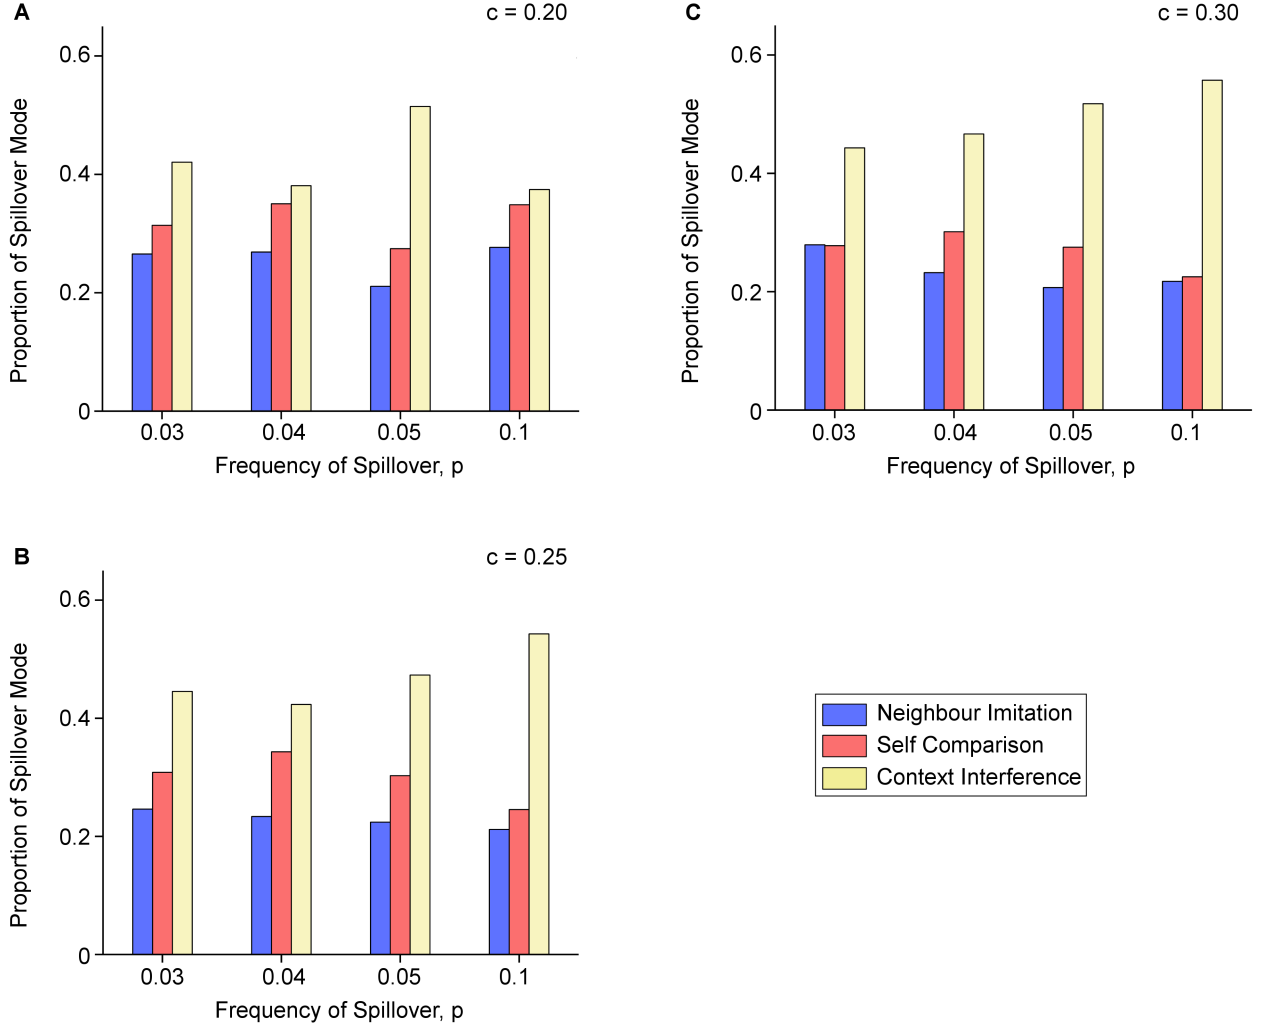 A
c = 0.20
Proportion of Spillover Mode
0.6
0.4
0.2
0
0.03
0.04
0.05
0.1
Frequency of Spillover, p
C
c = 0.30
Proportion of Spillover Mode
0.6
0.4
0.2
0
0.03
0.04
0.05
0.1
Frequency of Spillover, p
B
c = 0.25
Proportion of Spillover Mode
0.6
0.4
0.2
0
0.03
0.04
0.05
0.1
Frequency of Spillover, p
Neighbour Imitation
Self Comparison
Context Interference